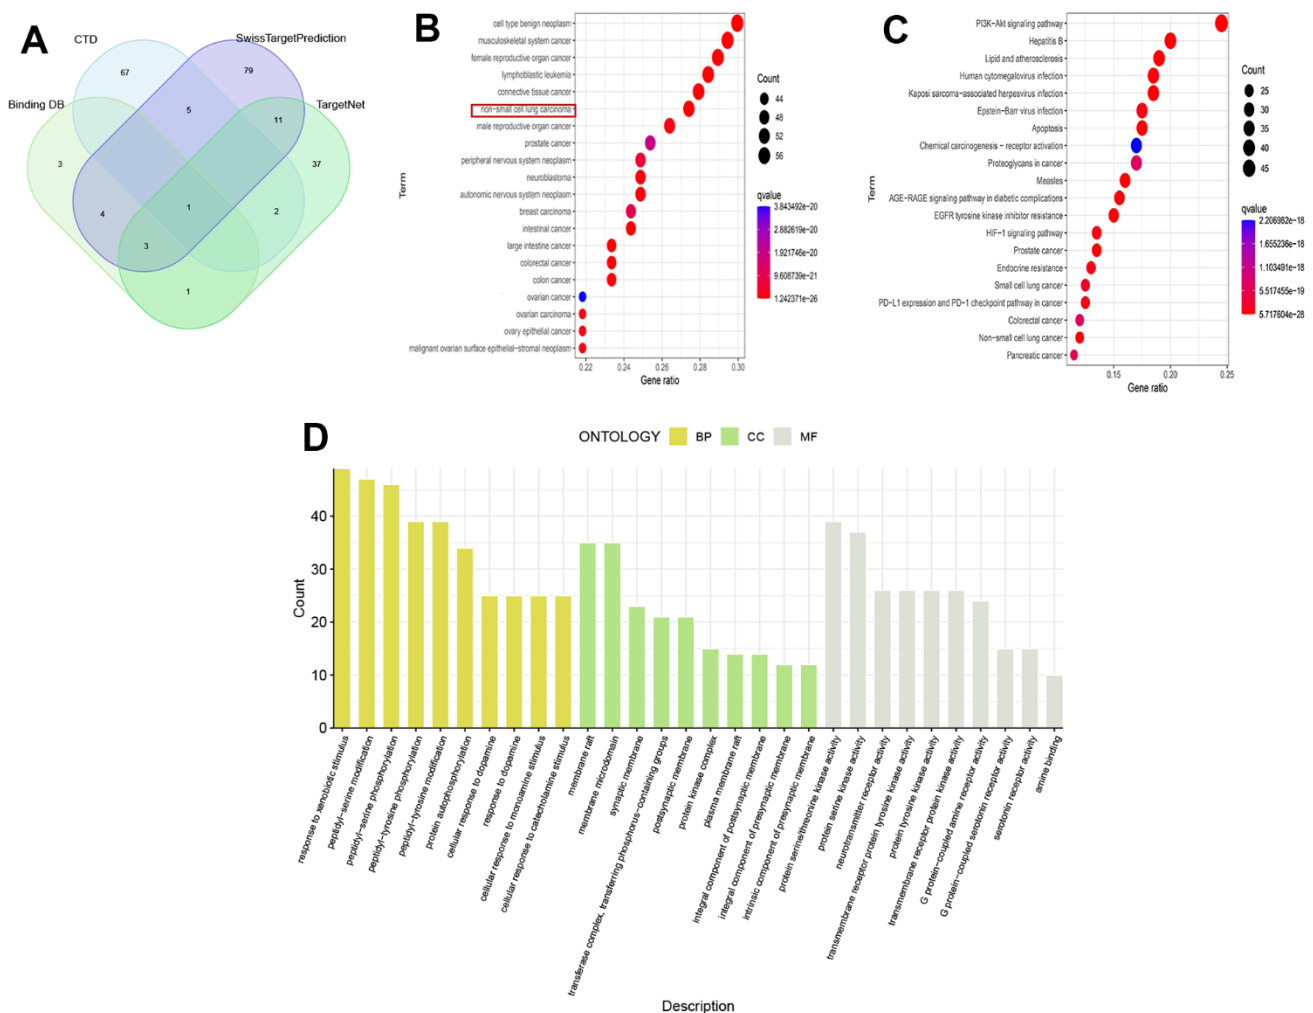 A
CTD
SwissTargetPrediction
Binding DB
TargetNet
67
79
5
11
3
37
4
1
2
3
1
B
cell type benign neoplasm
musculoskeletal system cancer
female reproductive organ cancer
lymphoblastic leukemia
connective tissue cancer
non−small cell lung carcinoma
male reproductive organ cancer
prostate cancer
peripheral nervous system neoplasm
neuroblastoma
autonomic nervous system neoplasm
breast carcinoma
intestinal cancer
large intestine cancer
colorectal cancer
colon cancer
ovarian cancer
ovarian carcinoma
ovary epithelial cancer
malignant ovarian surface epithelial−stromal neoplasm
Term
0.22 0.24 0.26 0.28 0.30
Gene ratio
Count
44
48
52
56
qvalue
3.843492e−20
2.882619e−20
1.921746e−20
9.608739e−21
1.242371e−26
C
PI3K−Akt signaling pathway
Hepatitis B
Lipid and atherosclerosis
Human cytomegalovirus infection
Kaposi sarcoma−associated herpesvirus infection
Epstein−Barr virus infection
Apoptosis
Chemical carcinogenesis − receptor activation
Proteoglycans in cancer
Measles
AGE−RAGE signaling pathway in diabetic complications
EGFR tyrosine kinase inhibitor resistance
HIF−1 signaling pathway
Prostate cancer
Endocrine resistance
Small cell lung cancer
PD−L1 expression and PD−1 checkpoint pathway in cancer
Colorectal cancer
Non−small cell lung cancer
Pancreatic cancer
Term
0.15 0.20 0.25
Gene ratio
Count
25
30
35
40
45
qvalue
2.206982e−18
1.655236e−18
1.103491e−18
5.517455e−19
5.717604e−28
D
ONTOLOGY BP CC MF
Count
40
30
20
10
0
response to xenobiotic stimulus
peptidyl−serine modification
peptidyl−serine phosphorylation
peptidyl−tyrosine phosphorylation
peptidyl−tyrosine modification
protein autophosphorylation
cellular response to dopamine
response to dopamine
cellular response to monoamine stimulus
cellular response to catecholamine stimulus
membrane raft
membrane microdomain
synaptic membrane
transferase complex, transferring phosphorus−containing groups
postsynaptic membrane
protein kinase complex
plasma membrane raft
integral component of postsynaptic membrane
integral component of presynaptic membrane
intrinsic component of presynaptic membrane
protein serine/threonine kinase activity
protein serine kinase activity
neurotransmitter receptor activity
transmembrane receptor protein tyrosine kinase activity
protein tyrosine kinase activity
transmembrane receptor protein kinase activity
G protein−coupled amine receptor activity
G protein−coupled serotonin receptor activity
serotonin receptor activity
amine binding
Description